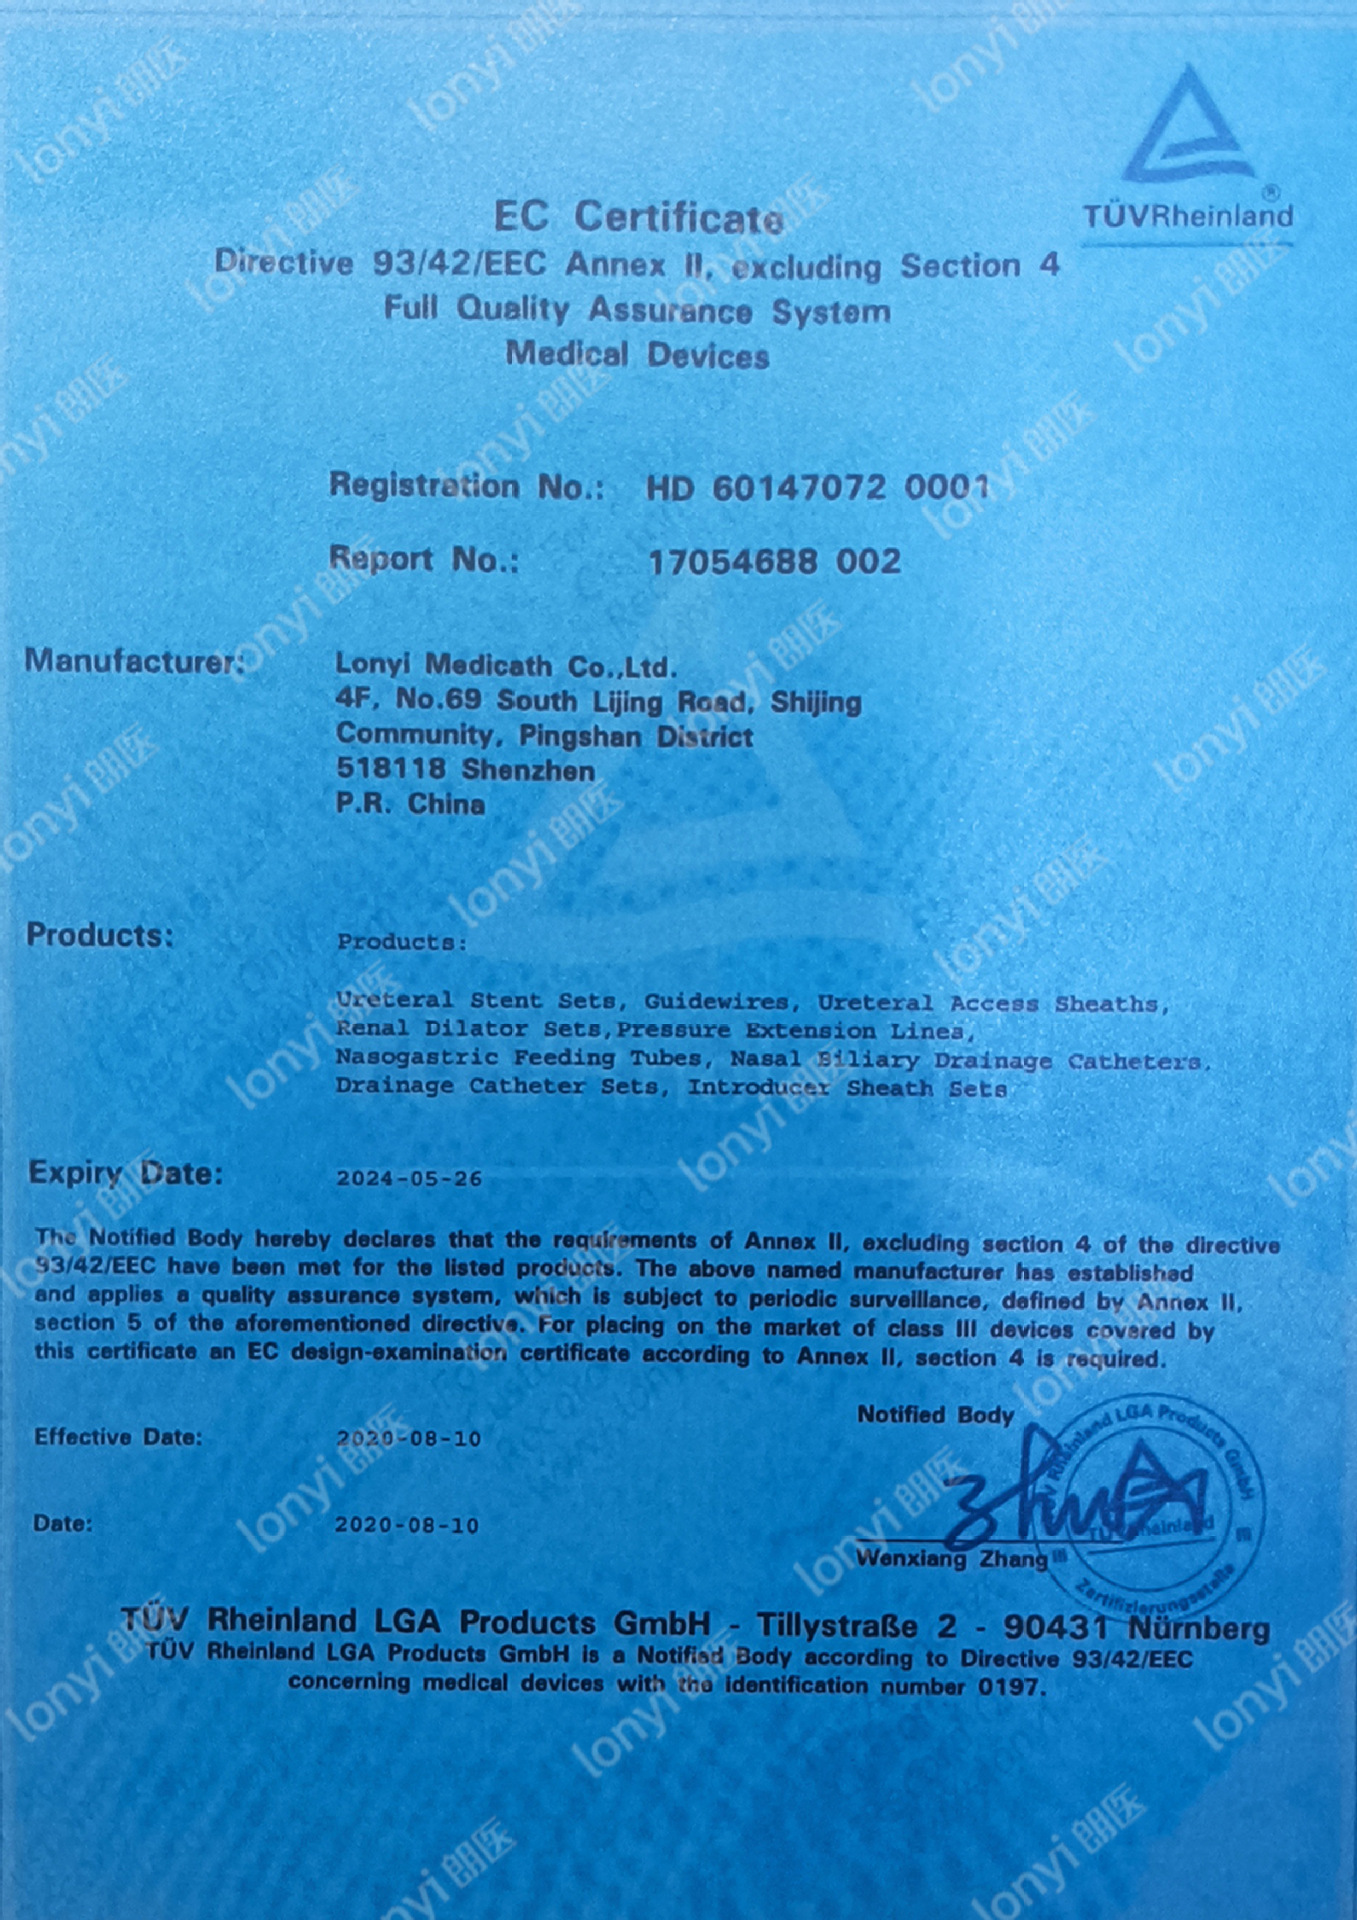 TÜVRheinland®
EC Certificate
Directive 93/42/EEC Annex II, excluding Section 4
Full Quality Assurance System
Medical Devices
Registration No.: HD 60147072 0001
Report No.: 17054688 002
Manufacturer: Lonyi Medicath Co.,Ltd.
4F, No.69 South Lijing Road, Shijing
Community, Pingshan District
518118 Shenzhen
P.R. China
Products: Products:
Ureteral Stent Sets, Guidewires, Ureteral Access Sheaths,
Renal Dilator Sets,Pressure Extension Lines,
Nasogastric Feeding Tubes, Nasal Biliary Drainage Catheters,
Drainage Catheter Sets, Introducer Sheath Sets
Expiry Date: 2024-05-26
The Notified Body hereby declares that the requirements of Annex II, excluding section 4 of the directive
93/42/EEC have been met for the listed products. The above named manufacturer has established
and applies a quality assurance system, which is subject to periodic surveillance, defined by Annex II,
section 5 of the aforementioned directive. For placing on the market of class III devices covered by
this certificate an EC design-examination certificate according to Annex II, section 4 is required.
Notified Body
Effective Date: 2020-08-10
Date: 2020-08-10
TÜV Rheinland LGA Products GmbH
TÜVRheinland
Zertifizierungsstelle
Wenxiang Zhang
TÜV Rheinland LGA Products GmbH - Tillystraße 2 - 90431 Nürnberg
TÜV Rheinland LGA Products GmbH is a Notified Body according to Directive 93/42/EEC
concerning medical devices with the identification number 0197.
lonyi 朗医